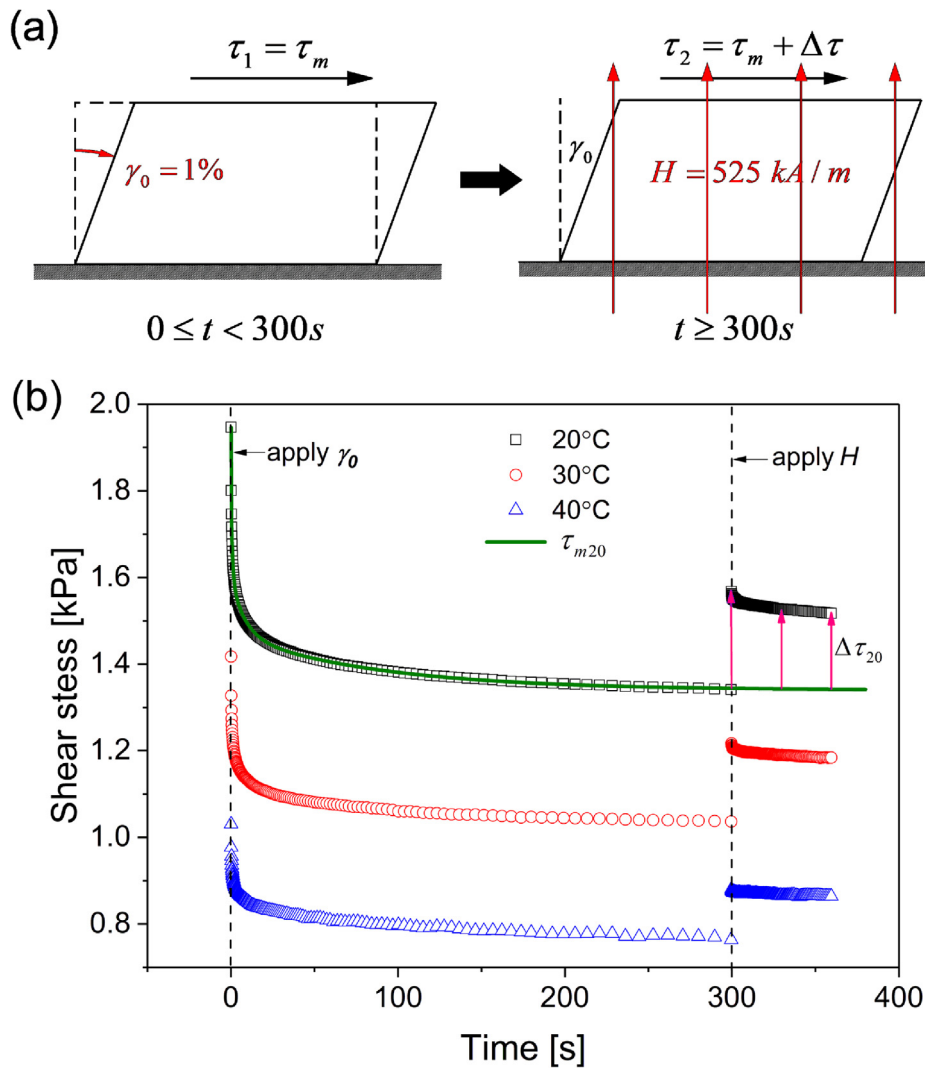 (a)
τ₁ = τₘ
τ₂ = τₘ + Δτ
γ₀ = 1%
γ₀
H = 525 kA / m
0 ≤ t < 300s
t ≥ 300s
(b)
2.0
1.8
1.6
1.4
1.2
1.0
0.8
Shear stess [kPa]
apply γ₀
20°C
30°C
40°C
τₘ₂₀
apply H
Δτ₂₀
0
100
200
300
400
Time [s]